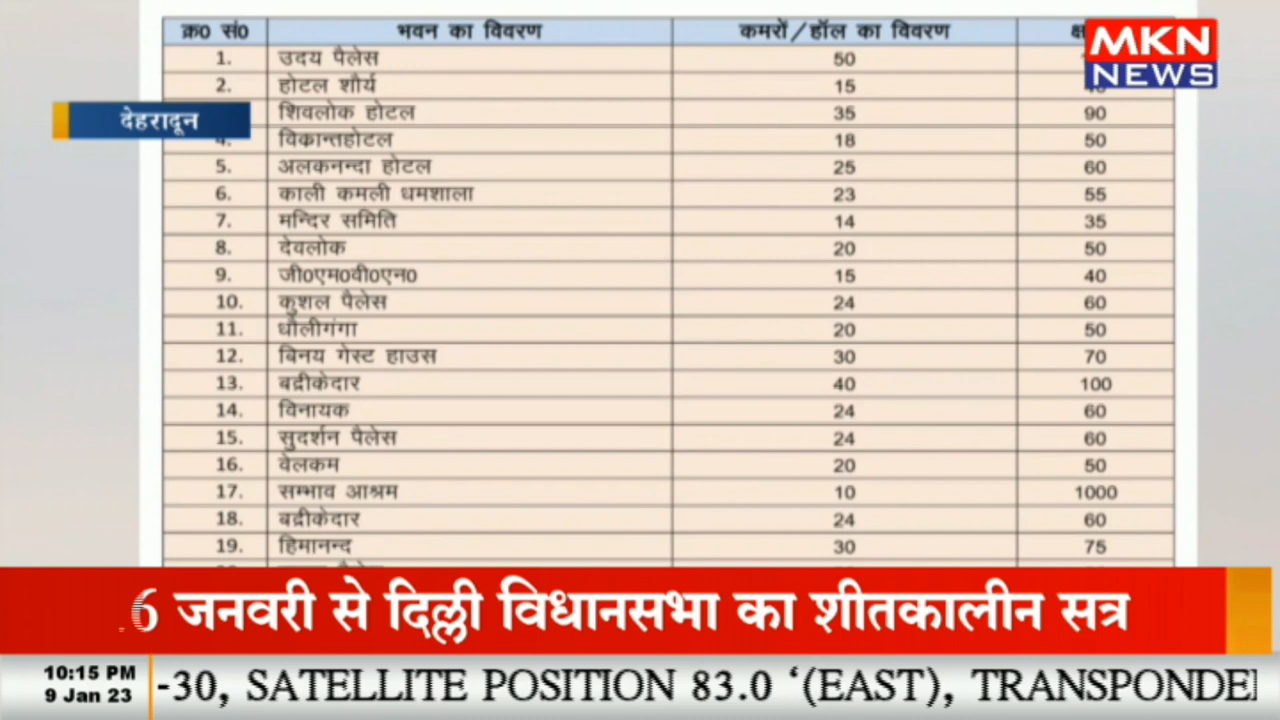 क्र0 सं0 भवन का विवरण कमरों/हॉल का विवरण
MKN
NEWS
1. उदय पैलेस 50
2. होटल शौर्य 15
देहरादून
शिवलोक होटल 35 90
4. विक्रान्तहोटल 18 50
5. अलकनन्दा होटल 25 60
6. काली कमली धमशाला 23 55
7. मन्दिर समिति 14 35
8. देवलोक 20 50
9. जी0एम0वी0एन0 15 40
10. कुशल पैलेस 24 60
11. धौलीगंगा 20 50
12. बिनय गेस्ट हाउस 30 70
13. बद्रीकेदार 40 100
14. विनायक 24 60
15. सुदर्शन पैलेस 24 60
16. वेलकम 20 50
17. सम्भाव आश्रम 10 1000
18. बद्रीकेदार 24 60
19. हिमानन्द 30 75
6 जनवरी से दिल्ली विधानसभा का शीतकालीन सत्र
10:15 PM
9 Jan 23
-30, SATELLITE POSITION 83.0 ‘(EAST), TRANSPONDE